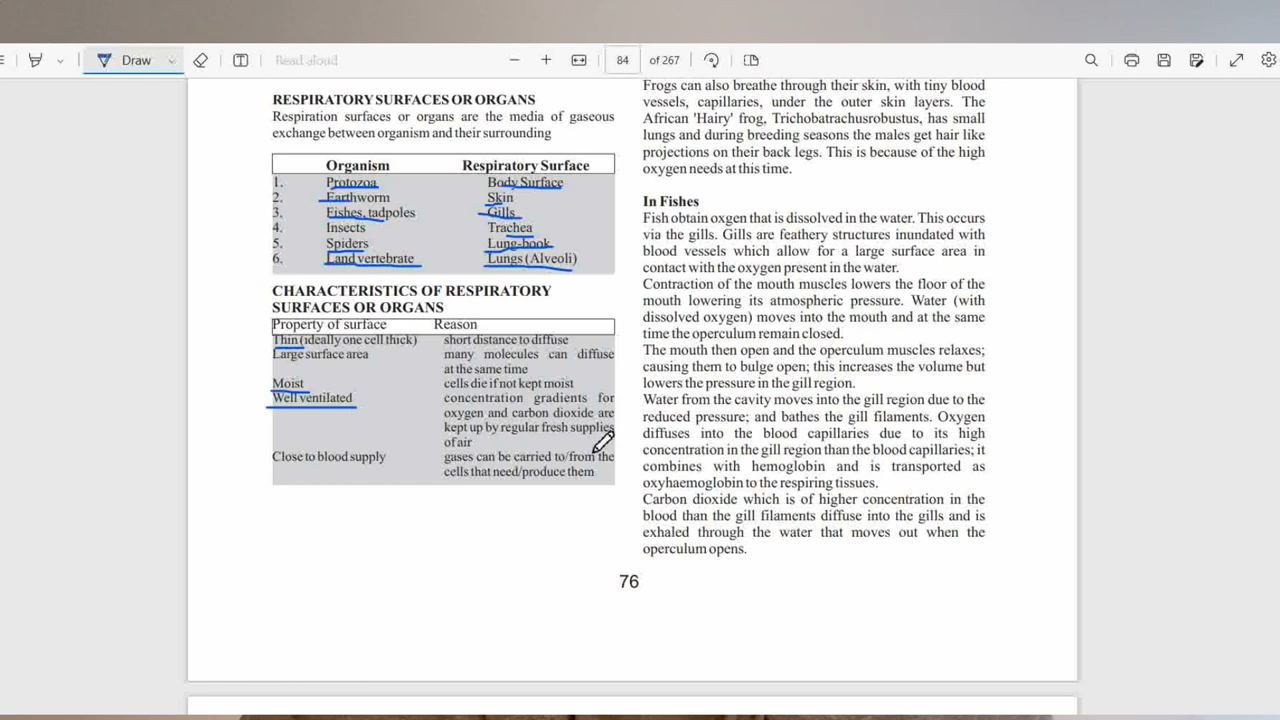 Draw
Read aloud
84 of 267
RESPIRATORY SURFACES OR ORGANS
Respiration surfaces or organs are the media of gaseous
exchange between organism and their surrounding
Organism Respiratory Surface
1. Protozoa Body Surface
2. Earthworm Skin
3. Fishes, tadpoles Gills
4. Insects Trachea
5. Spiders Lung-book
6. Land vertebrate Lungs (Alveoli)
CHARACTERISTICS OF RESPIRATORY
SURFACES OR ORGANS
Property of surface Reason
Thin (ideally one cell thick) short distance to diffuse
Large surface area many molecules can diffuse
at the same time
Moist cells die if not kept moist
Well ventilated concentration gradients for
oxygen and carbon dioxide are
kept up by regular fresh supplies
of air
Close to blood supply gases can be carried to/from the
cells that need/produce them
Frogs can also breathe through their skin, with tiny blood
vessels, capillaries, under the outer skin layers. The
African 'Hairy' frog, Trichobatrachusrobustus, has small
lungs and during breeding seasons the males get hair like
projections on their back legs. This is because of the high
oxygen needs at this time.
In Fishes
Fish obtain oxgen that is dissolved in the water. This occurs
via the gills. Gills are feathery structures inundated with
blood vessels which allow for a large surface area in
contact with the oxygen present in the water.
Contraction of the mouth muscles lowers the floor of the
mouth lowering its atmospheric pressure. Water (with
dissolved oxygen) moves into the mouth and at the same
time the operculum remain closed.
The mouth then open and the operculum muscles relaxes;
causing them to bulge open; this increases the volume but
lowers the pressure in the gill region.
Water from the cavity moves into the gill region due to the
reduced pressure; and bathes the gill filaments. Oxygen
diffuses into the blood capillaries due to its high
concentration in the gill region than the blood capillaries; it
combines with hemoglobin and is transported as
oxyhaemoglobin to the respiring tissues.
Carbon dioxide which is of higher concentration in the
blood than the gill filaments diffuse into the gills and is
exhaled through the water that moves out when the
operculum opens.
76